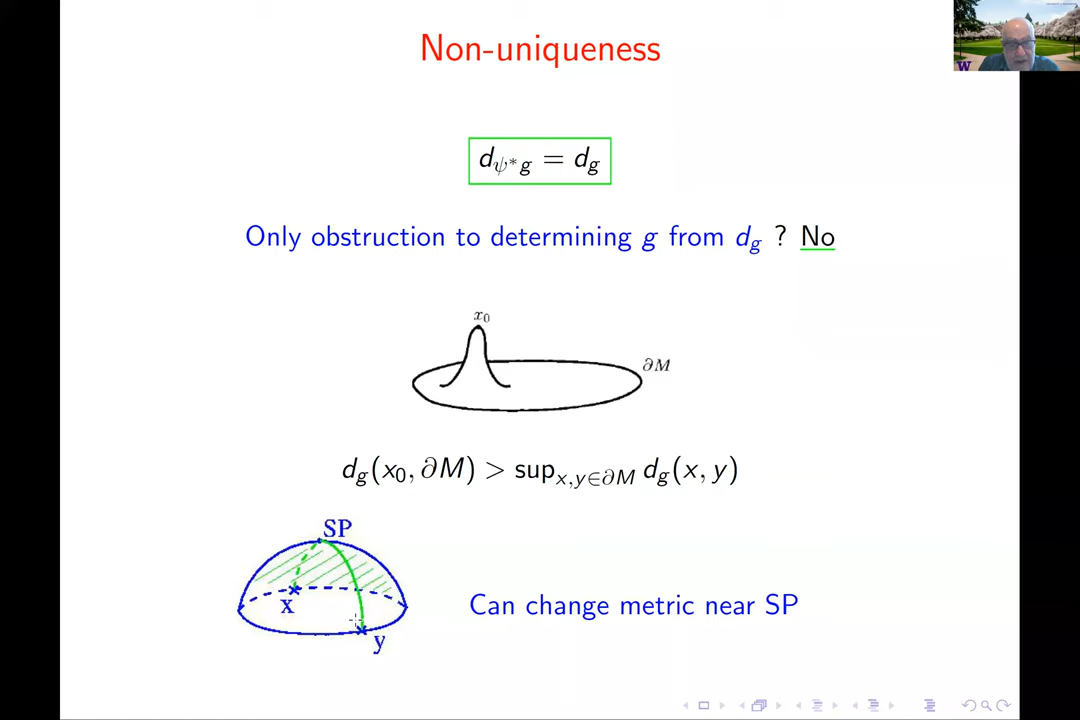 Non-uniqueness
W
d_{ψ*g} = d_g
Only obstruction to determining g from d_g ? No
x_0
∂M
d_g(x_0, ∂M) > sup_{x,y∈∂M} d_g(x, y)
SP
x
Can change metric near SP
y